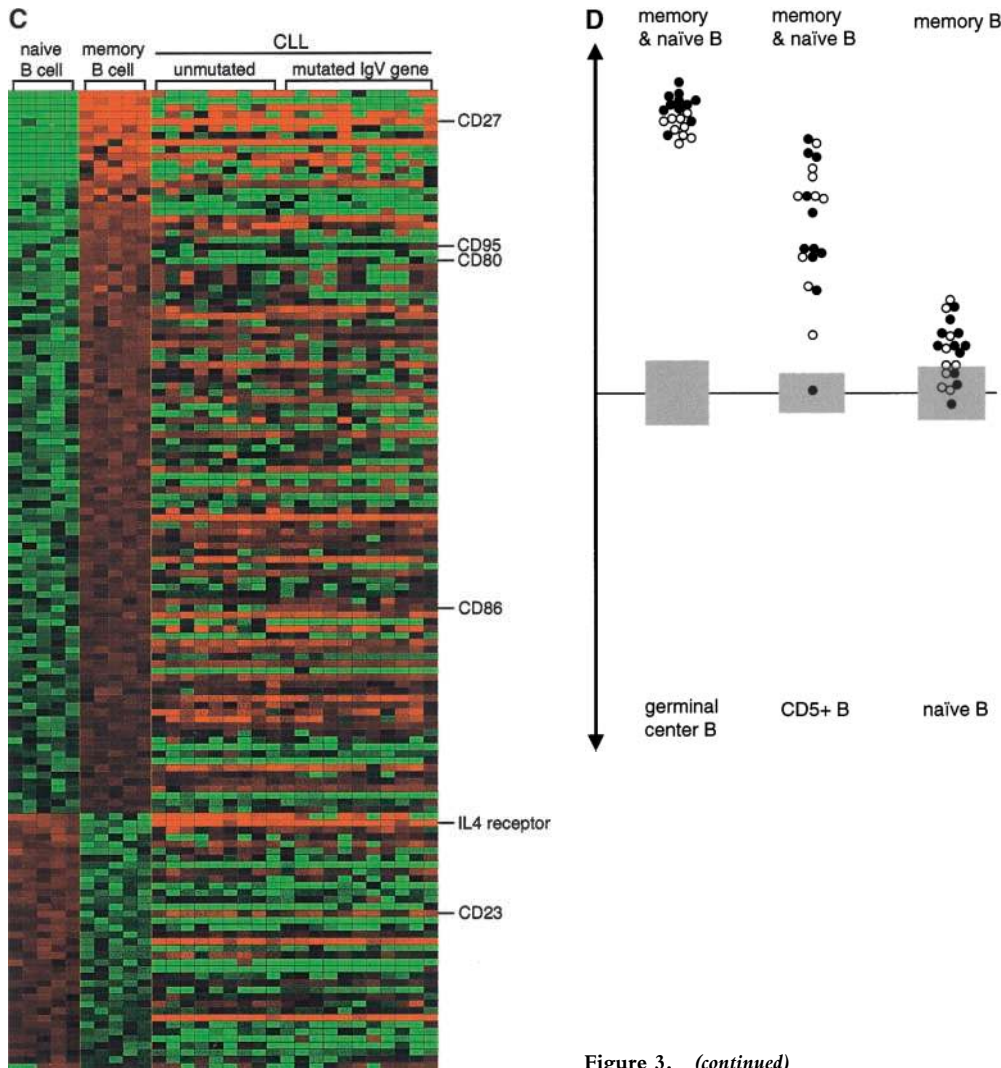 C
CLL
naive
B cell
memory
B cell
unmutated
mutated IgV gene
CD27
CD95
CD80
CD86
IL4 receptor
CD23
D
memory
& naïve B
memory
& naïve B
memory B
germinal
center B
CD5+ B
naïve B
Figure 3. (continued)